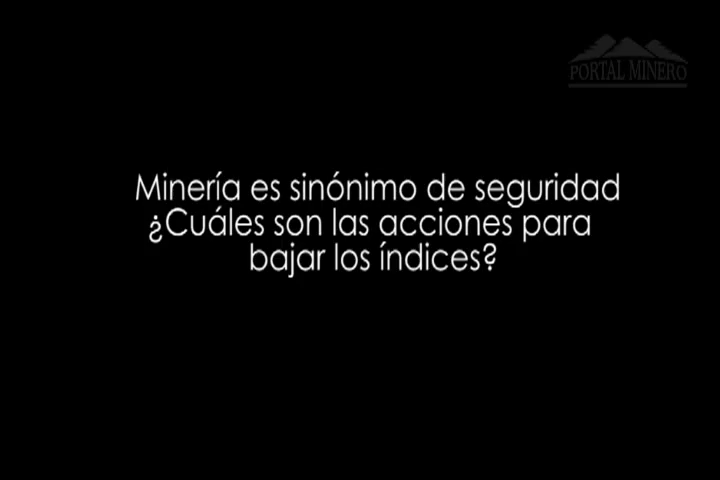 PORTAL MINERO
Minería es sinónimo de seguridad
¿Cuáles son las acciones para
bajar los índices?